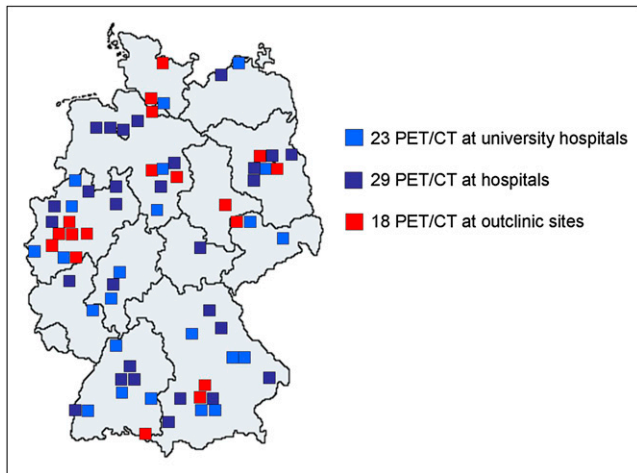 23 PET/CT at university hospitals
29 PET/CT at hospitals
18 PET/CT at outclinic sites